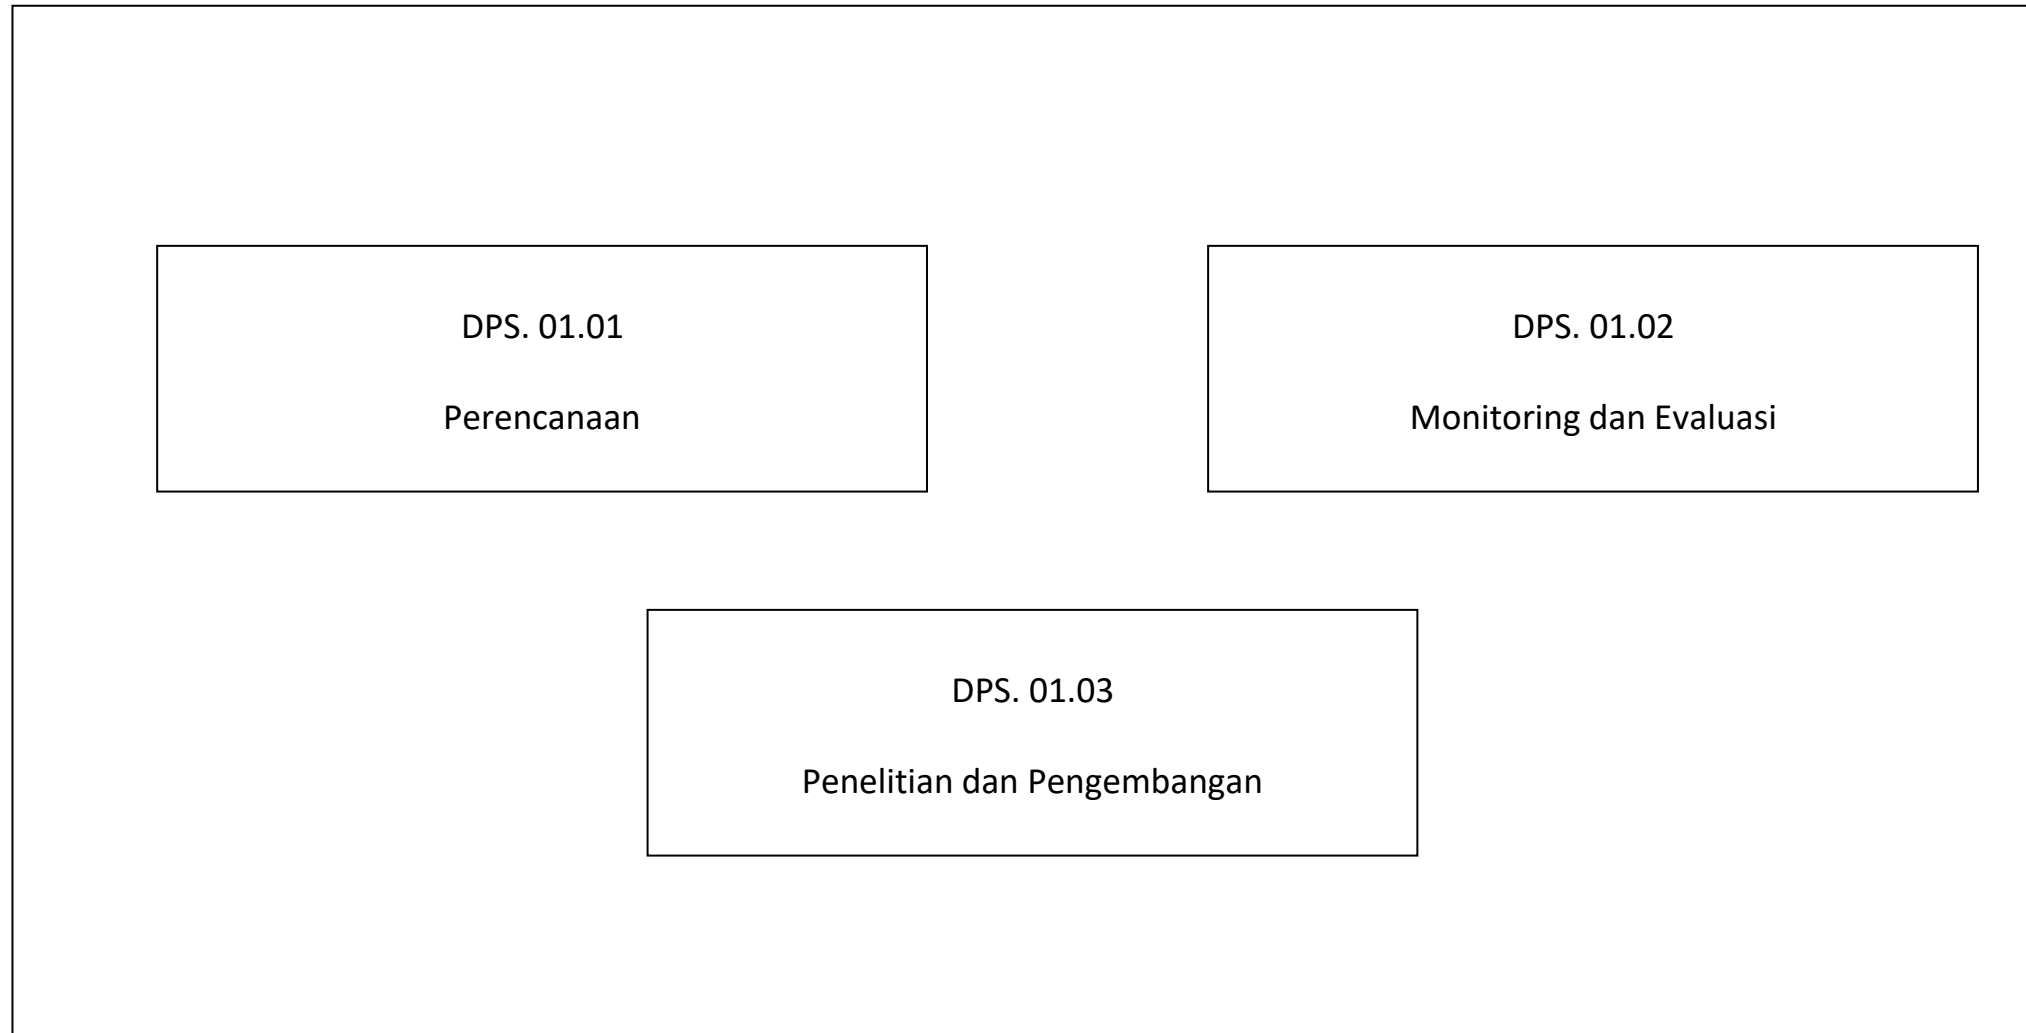 DPS. 01.01
Perencanaan
DPS. 01.02
Monitoring dan Evaluasi
DPS. 01.03
Penelitian dan Pengembangan